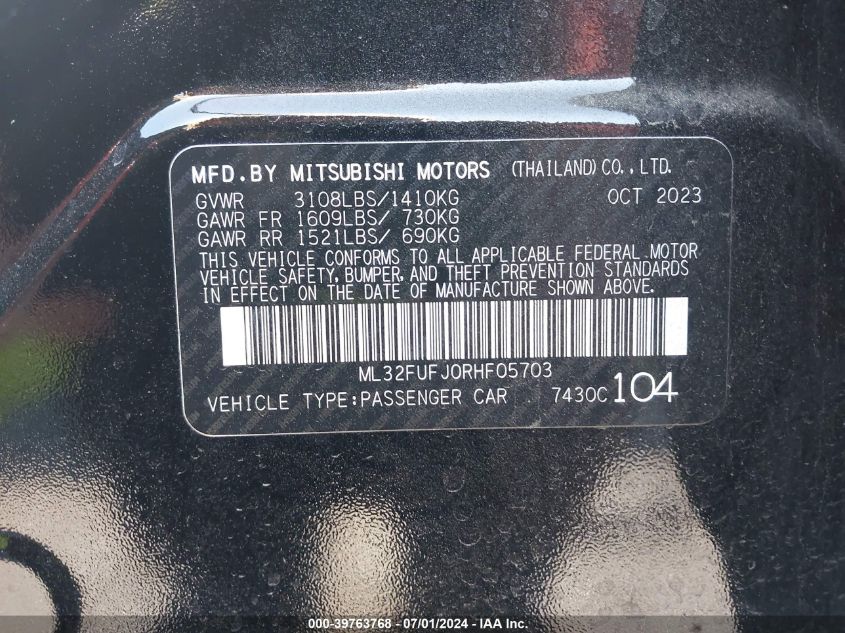 MFD.BY MITSUBISHI MOTORS (THAILAND)CO.,LTD.
GVWR 3108LBS/1410KG OCT 2023
GAWR FR 1609LBS/ 730KG
GAWR RR 1521LBS/ 690KG
THIS VEHICLE CONFORMS TO ALL APPLICABLE FEDERAL MOTOR
VEHICLE SAFETY, BUMPER, AND THEFT PREVENTION STANDARDS
IN EFFECT ON THE DATE OF MANUFACTURE SHOWN ABOVE.
ML32FUFJ0RHF05703
VEHICLE TYPE:PASSENGER CAR 7430C 104
000-39763768 - 07/01/2024 - IAA Inc.